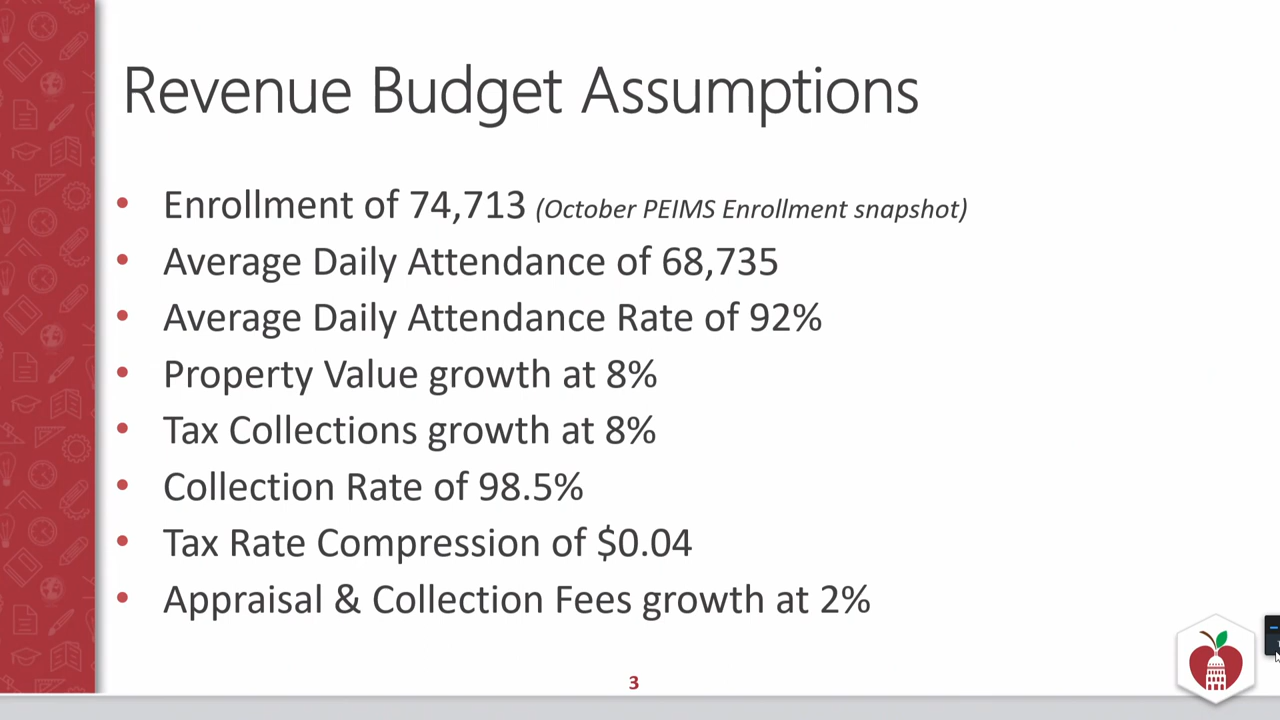 Revenue Budget Assumptions
• Enrollment of 74,713 (October PEIMS Enrollment snapshot)
• Average Daily Attendance of 68,735
• Average Daily Attendance Rate of 92%
• Property Value growth at 8%
• Tax Collections growth at 8%
• Collection Rate of 98.5%
• Tax Rate Compression of $0.04
• Appraisal & Collection Fees growth at 2%
3